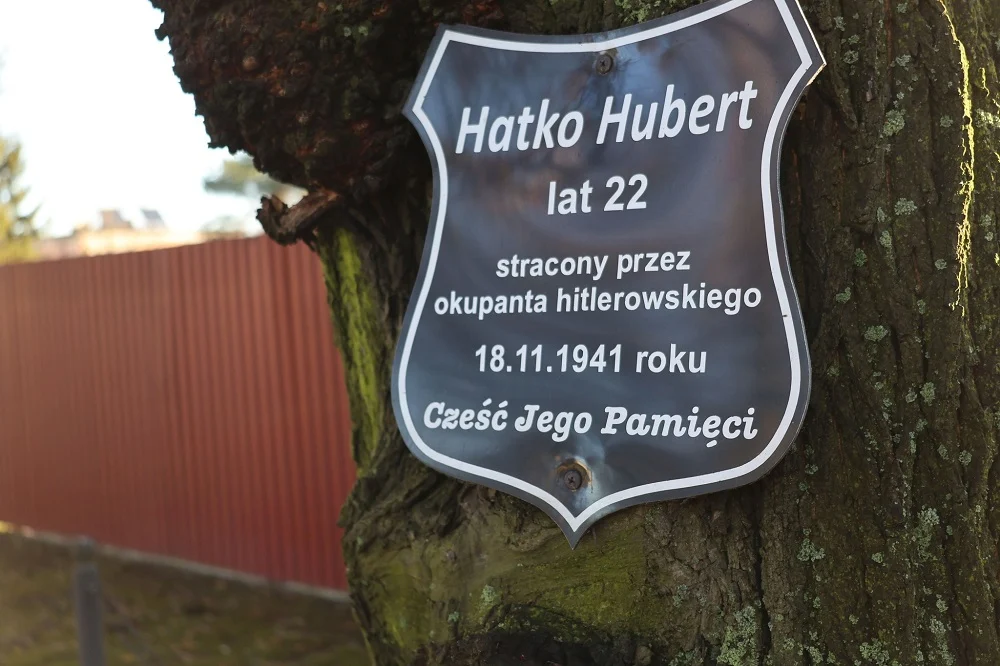 Hatko Hubert
lat 22
stracony przez
okupanta hitlerowskiego
18.11.1941 roku
Cześć Jego Pamięci